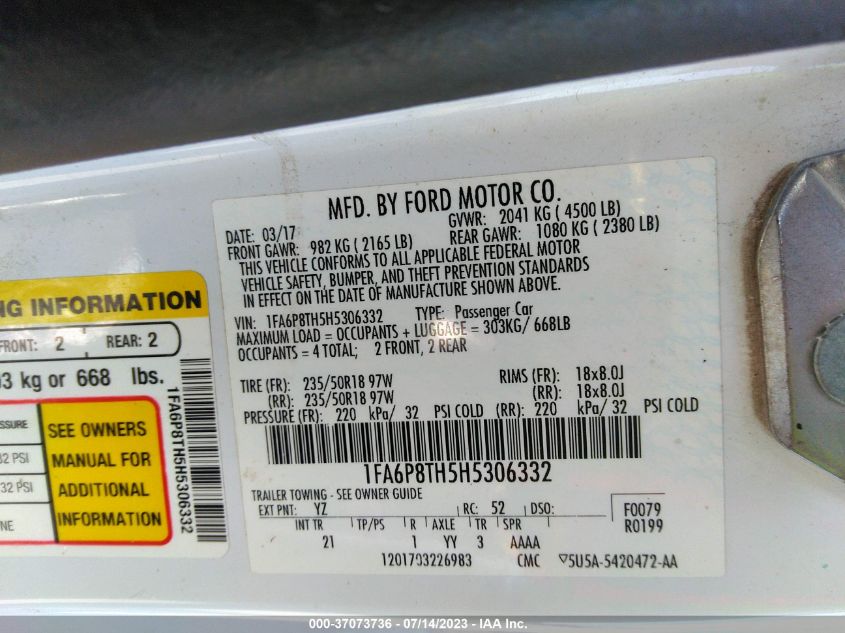 MFD. BY FORD MOTOR CO.
DATE: 03/17 GVWR: 2041 KG ( 4500 LB)
FRONT GAWR: 982 KG ( 2165 LB) REAR GAWR: 1080 KG ( 2380 LB)
THIS VEHICLE CONFORMS TO ALL APPLICABLE FEDERAL MOTOR
VEHICLE SAFETY, BUMPER, AND THEFT PREVENTION STANDARDS
IN EFFECT ON THE DATE OF MANUFACTURE SHOWN ABOVE.
VIN: 1FA6P8TH5H5306332 TYPE: Passenger Car
MAXIMUM LOAD = OCCUPANTS + LUGGAGE = 303KG/ 668LB
OCCUPANTS = 4 TOTAL; 2 FRONT, 2 REAR
TIRE (FR): 235/50R18 97W RIMS (FR): 18x8.0J
(RR): 235/50R18 97W (RR): 18x8.0J
PRESSURE (FR): 220 kPa/ 32 PSI COLD (RR): 220 kPa/ 32 PSI COLD
1FA6P8TH5H5306332
TRAILER TOWING - SEE OWNER GUIDE
EXT PNT: YZ RC: 52 DSO: F0079
R0199
INT TR TP/PS R AXLE TR SPR
21 1 YY 3 AAAA
1201703226983 CMC 5U5A-5420472-AA
NG INFORMATION
FRONT: 2 REAR: 2
03 kg or 668 lbs.
1FA6P8TH5H5306332
SSURE
32 PSI
32 PSI
NE
SEE OWNERS
MANUAL FOR
ADDITIONAL
INFORMATION
000-37073736 - 07/14/2023 - IAA Inc.